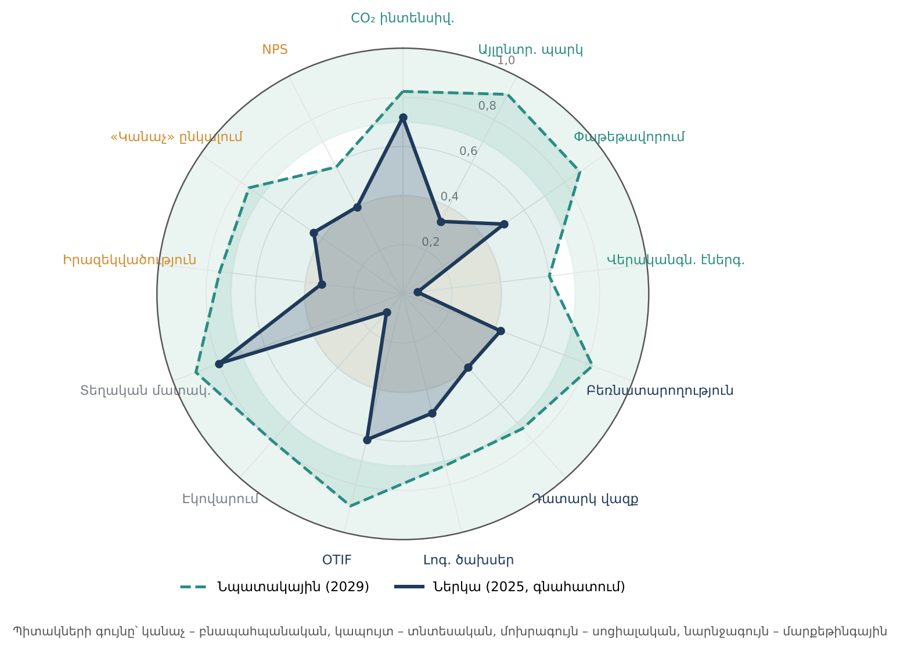 CO₂ ինտենսիվ.
NPS
Այլընտր. պարկ
1,0
0,8
«Կանաչ» ընկալում
Փաթեթավորում
0,6
0,4
0,2
Իրազեկվածություն
Վերականգն. էներգ.
Տեղական մատակ.
Բեռնատարողություն
Էկովարում
Դատարկ վազք
OTIF
Լոգ. ծախսեր
Նպատակային (2029)
Ներկա (2025, գնահատում)
Պիտակների գույնը՝ կանաչ – բնապահպանական, կապույտ – տնտեսական, մոխրագույն – սոցիալական, նարնջագույն – մարքեթինգային